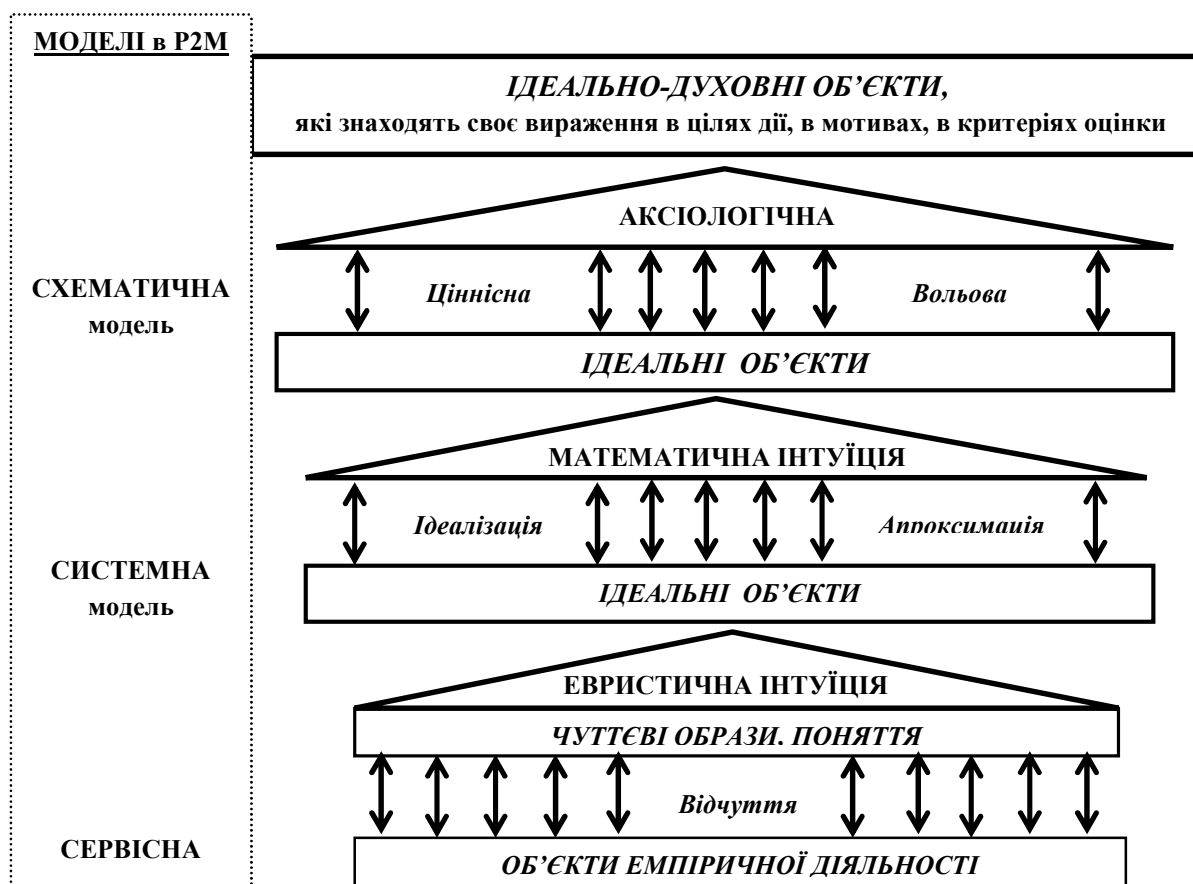 МОДЕЛІ в Р2М
ІДЕАЛЬНО-ДУХОВНІ ОБ’ЄКТИ,
які знаходять своє вираження в цілях дії, в мотивах, в критеріях оцінки
АКСІОЛОГІЧНА
СХЕМАТИЧНА
модель
Ціннісна
Вольова
ІДЕАЛЬНІ ОБ’ЄКТИ
МАТЕМАТИЧНА ІНТУЇЦІЯ
Ідеалізація
Апроксимація
СИСТЕМНА
модель
ІДЕАЛЬНІ ОБ’ЄКТИ
ЕВРИСТИЧНА ІНТУЇЦІЯ
ЧУТТЄВІ ОБРАЗИ. ПОНЯТТЯ
Відчуття
СЕРВІСНА
ОБ’ЄКТИ ЕМПІРИЧНОЇ ДІЯЛЬНОСТІ